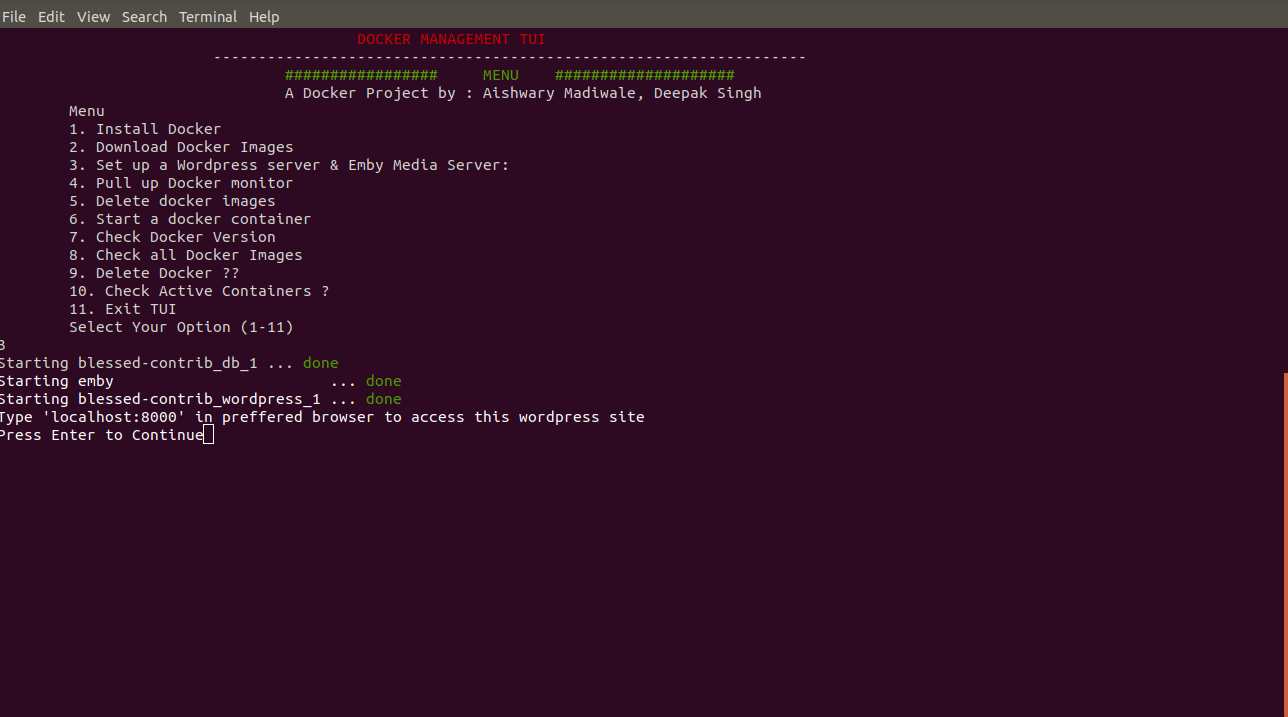 File Edit View Search Terminal Help
DOCKER MANAGEMENT TUI
------------------------------------------------------------------
################# MENU ####################
A Docker Project by : Aishwary Madiwale, Deepak Singh
Menu
1. Install Docker
2. Download Docker Images
3. Set up a Wordpress server & Emby Media Server:
4. Pull up Docker monitor
5. Delete docker images
6. Start a docker container
7. Check Docker Version
8. Check all Docker Images
9. Delete Docker ??
10. Check Active Containers ?
11. Exit TUI
Select Your Option (1-11)
3
Starting blessed-contrib_db_1 ... done
Starting emby ... done
Starting blessed-contrib_wordpress_1 ... done
Type 'localhost:8000' in preffered browser to access this wordpress site
Press Enter to Continue